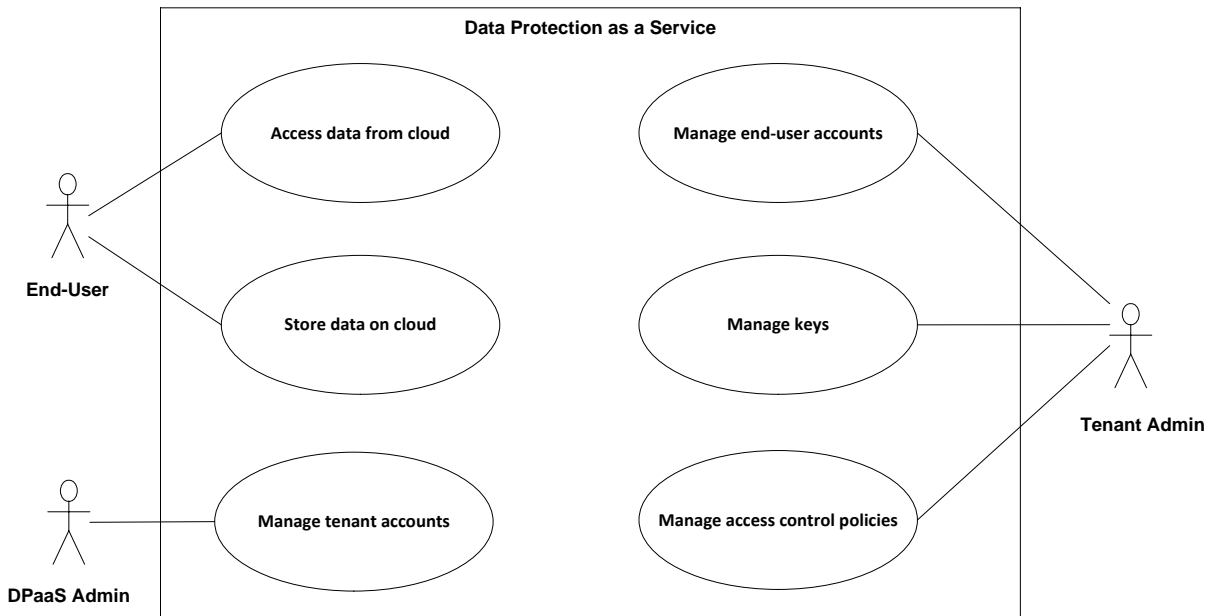 Data Protection as a Service
Access data from cloud
Manage end-user accounts
End-User
Store data on cloud
Manage keys
Tenant Admin
Manage tenant accounts
Manage access control policies
DPaaS Admin